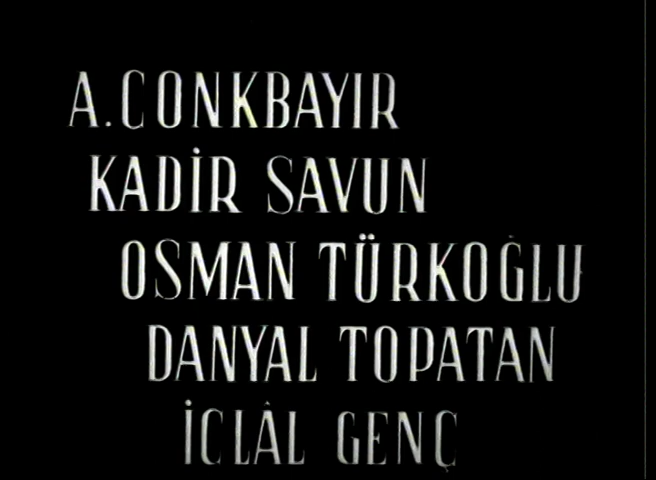 A. CONKBAYIR
KADİR SAVUN
OSMAN TÜRKOĞLU
DANYAL TOPATAN
İCLÂL GENÇ